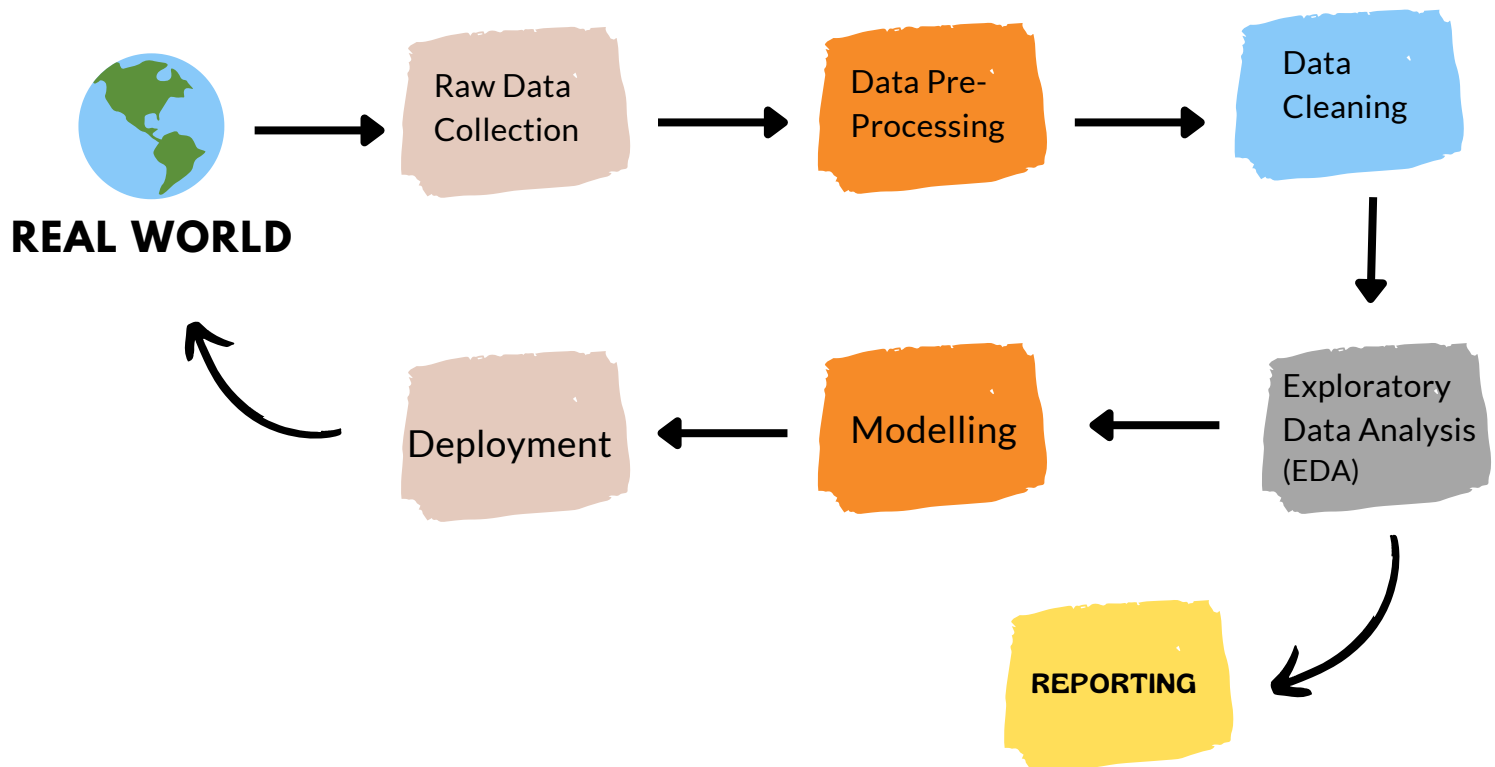 REAL WORLD
Raw Data
Collection
Data Pre-
Processing
Data
Cleaning
Exploratory
Data Analysis
(EDA)
Modelling
Deployment
REPORTING